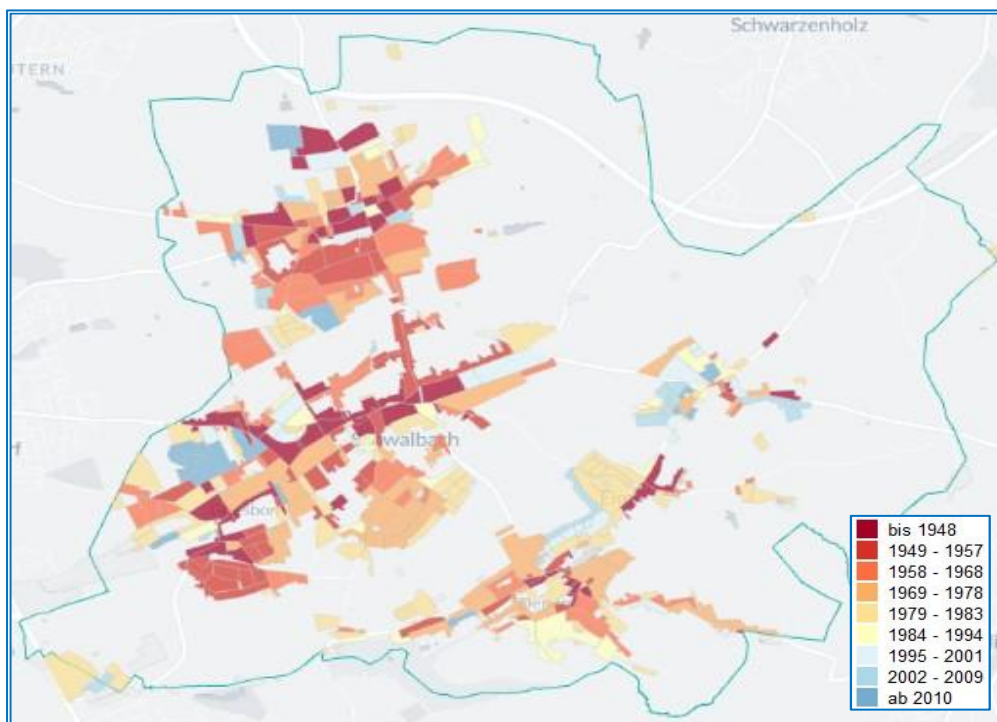 Schwarzenholz
TERN
bis 1948
1949 - 1957
1958 - 1968
1969 - 1978
1979 - 1983
1984 - 1994
1995 - 2001
2002 - 2009
ab 2010